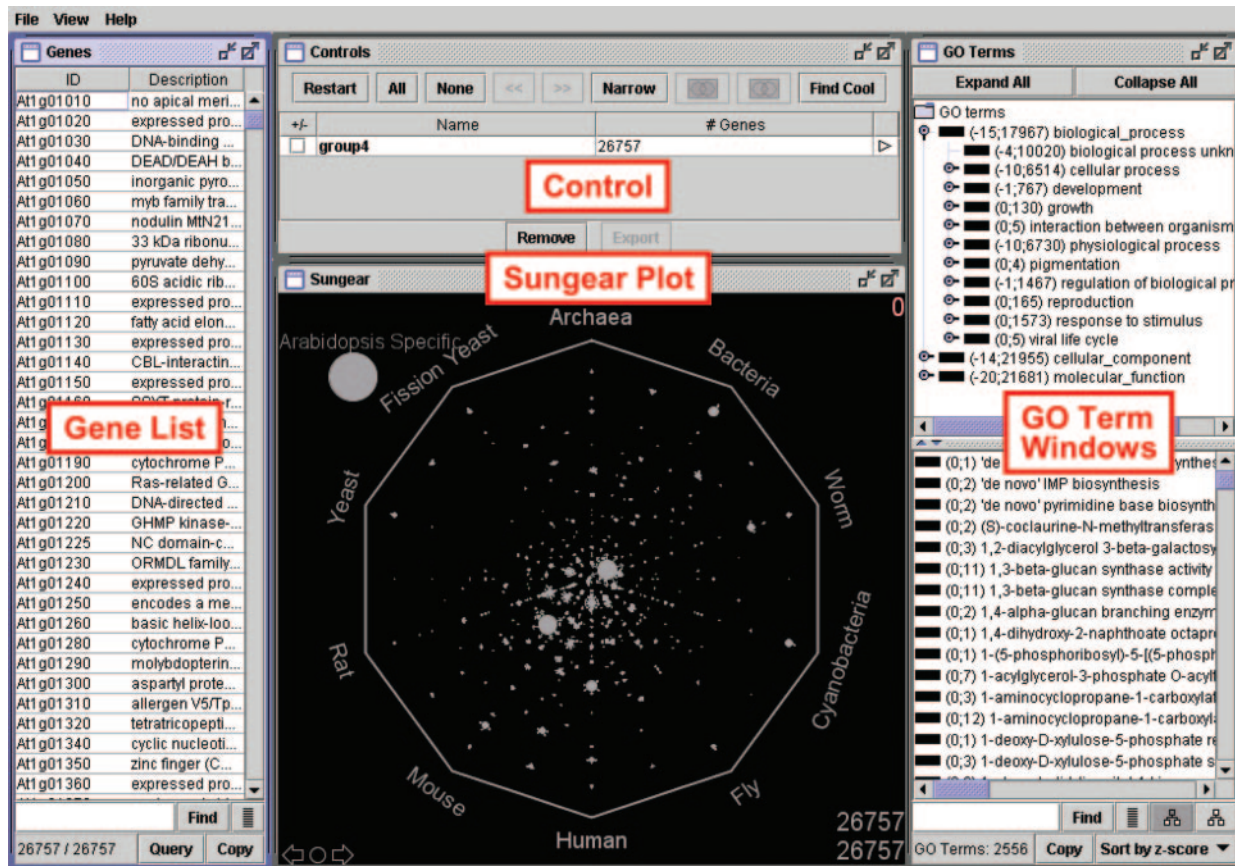 File View Help
Genes
ID Description
At1g01010 no apical meri...
At1g01020 expressed pro...
At1g01030 DNA-binding ...
At1g01040 DEAD/DEAH b...
At1g01050 inorganic pyro...
At1g01060 myb family tra...
At1g01070 nodulin MtN21...
At1g01080 33 kDa ribonu...
At1g01090 pyruvate dehy...
At1g01100 60S acidic rib...
At1g01110 expressed pro...
At1g01120 fatty acid elon...
At1g01130 expressed pro...
At1g01140 CBL-interactin...
At1g01150 expressed pro...
Gene List
At1g01190 cytochrome P...
At1g01200 Ras-related G...
At1g01210 DNA-directed ...
At1g01220 GHMP kinase-...
At1g01225 NC domain-c...
At1g01230 ORMDL family...
At1g01240 expressed pro...
At1g01250 encodes a me...
At1g01260 basic helix-loo...
At1g01280 cytochrome P...
At1g01290 molybdopterin...
At1g01300 aspartyl prote...
At1g01310 allergen V5/Tp...
At1g01320 tetratricopepti...
At1g01340 cyclic nucleoti...
At1g01350 zinc finger (C...
At1g01360 expressed pro...
Find
26757 / 26757 Query Copy
Controls
Restart All None << >> Narrow Find Cool
+/- Name # Genes
group4 26757
Control
Remove Export
Sungear Plot
Sungear
0
Archaea
Arabidopsis Specific
Fission Yeast
Bacteria
Yeast
Worm
Rat
Cyanobacteria
Mouse
Fly
Human
26757
26757
GO Terms
Expand All Collapse All
GO terms
(-15;17967) biological_process
(-4;10020) biological process unkn
(-10;6514) cellular process
(-1;767) development
(0;130) growth
(0;5) interaction between organism
(-10;6730) physiological process
(0;4) pigmentation
(-1;1467) regulation of biological pr
(0;165) reproduction
(0;1573) response to stimulus
(0;5) viral life cycle
(-14;21955) cellular_component
(-20;21681) molecular_function
GO Term
Windows
(0;1) 'de
(0;2) 'de novo' IMP biosynthesis
(0;2) 'de novo' pyrimidine base biosynth
(0;2) (S)-coclaurine-N-methyltransferas
(0;3) 1,2-diacylglycerol 3-beta-galactosy
(0;11) 1,3-beta-glucan synthase activity
(0;11) 1,3-beta-glucan synthase comple
(0;2) 1,4-alpha-glucan branching enzym
(0;1) 1,4-dihydroxy-2-naphthoate octapr
(0;1) 1-(5-phosphoribosyl)-5-[(5-phosph
(0;7) 1-acylglycerol-3-phosphate O-acylt
(0;3) 1-aminocyclopropane-1-carboxylat
(0;12) 1-aminocyclopropane-1-carboxyla
(0;1) 1-deoxy-D-xylulose-5-phosphate re
(0;3) 1-deoxy-D-xylulose-5-phosphate s
Find
GO Terms: 2556 Copy Sort by z-score